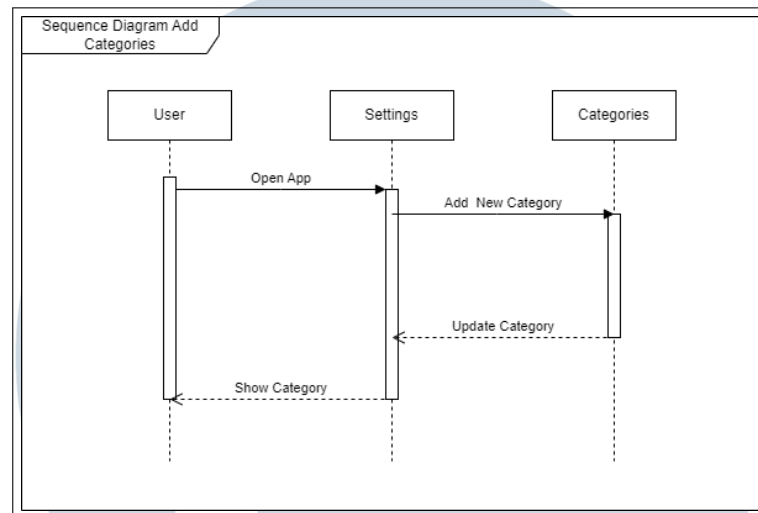 Sequence Diagram Add
Categories
User
Settings
Categories
Open App
Add New Category
Update Category
Show Category